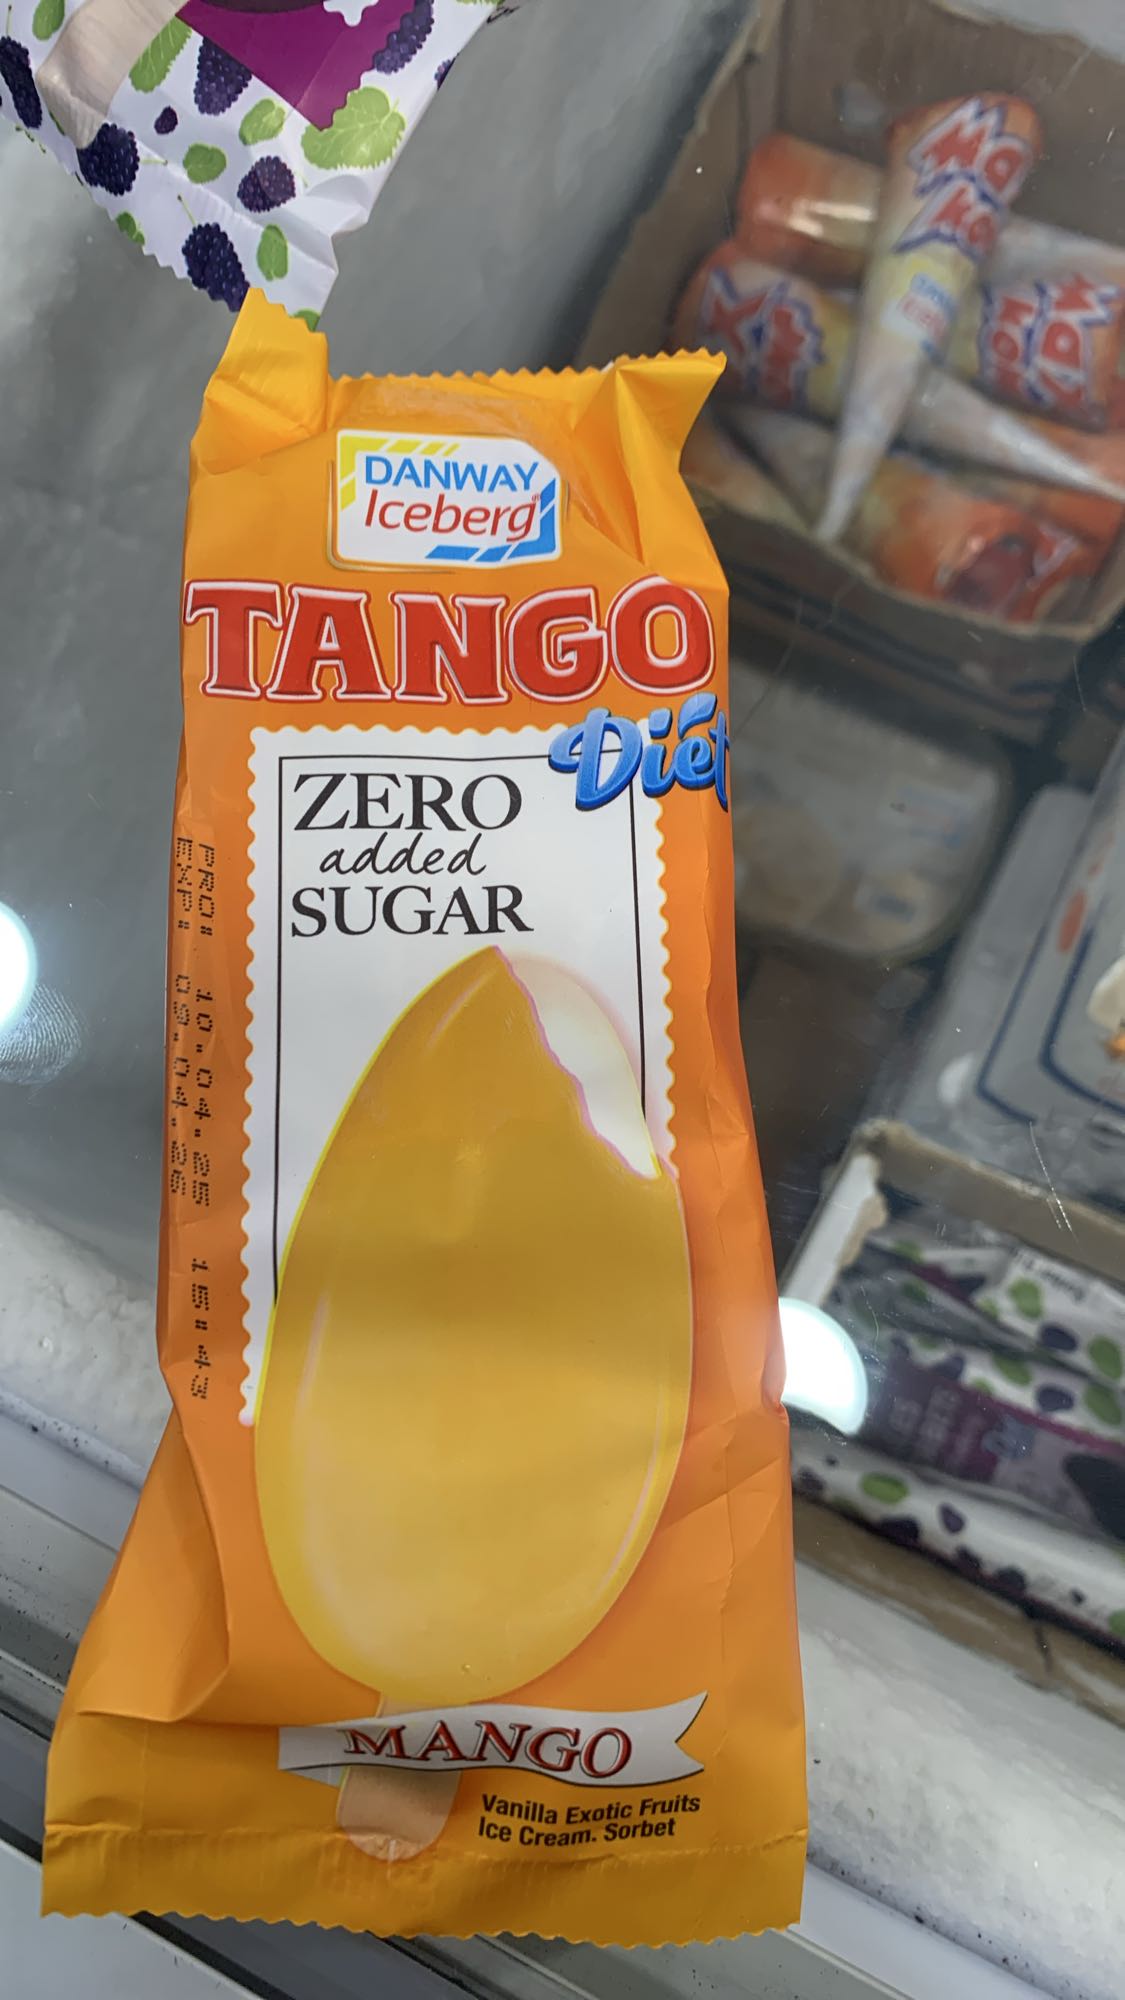 DANWAY
Iceberg
TANGO
Diet
ZERO
added
SUGAR
PRO: 10.04.25 15:43
EXP: 09.04.26
MANGO
Vanilla Exotic Fruits
Ice Cream. Sorbet
Ma